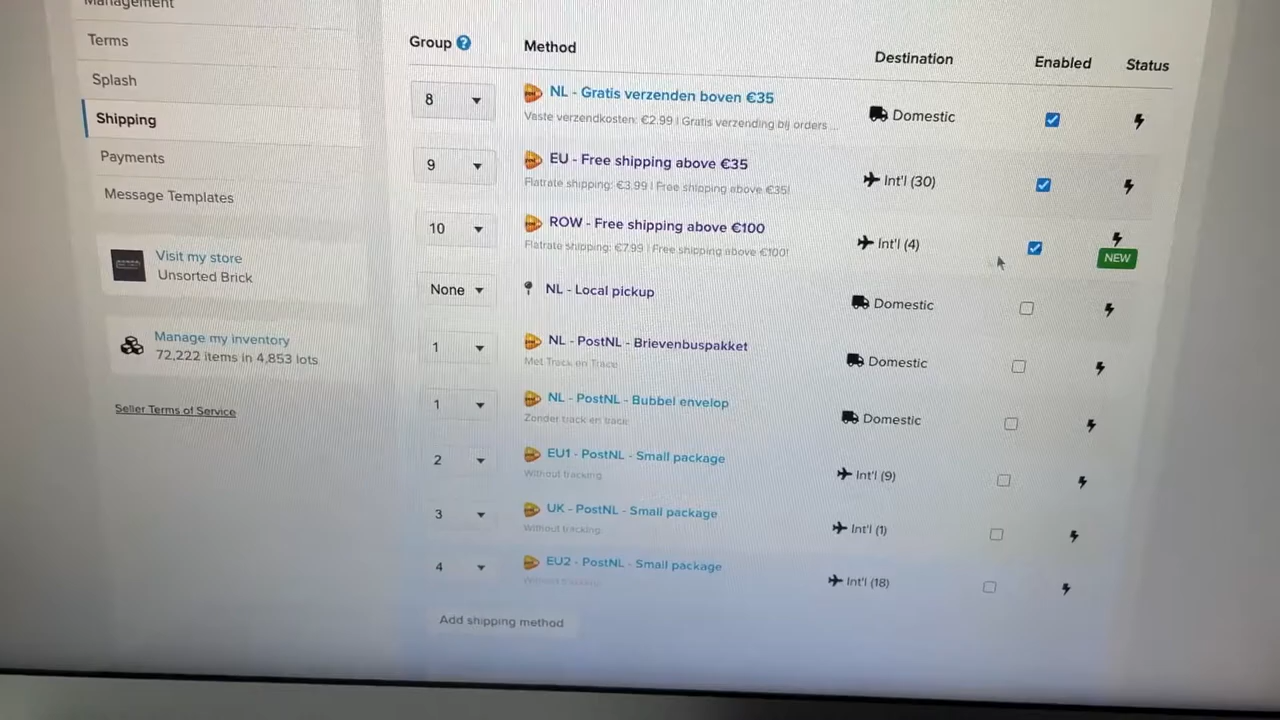 Management
Terms
Splash
Shipping
Payments
Message Templates
Visit my store
Unsorted Brick
Manage my inventory
72,222 items in 4,853 lots
Seller Terms of Service
Group ? Method Destination Enabled Status
8 NL - Gratis verzenden boven €35 Domestic
Vaste verzendkosten: €2.99 | Gratis verzending bij orders ...
9 EU - Free shipping above €35 Int'l (30)
Flatrate shipping: €3.99 | Free shipping above €35!
10 ROW - Free shipping above €100 Int'l (4)
Flatrate shipping: €7.99 | Free shipping above €100!
NEW
None NL - Local pickup Domestic
1 NL - PostNL - Brievenbuspakket Domestic
Met Track en Trace
1 NL - PostNL - Bubbel envelop Domestic
Zonder track en trace
2 EU1 - PostNL - Small package Int'l (9)
Without tracking
3 UK - PostNL - Small package Int'l (1)
Without tracking
4 EU2 - PostNL - Small package Int'l (18)
Without tracking
Add shipping method